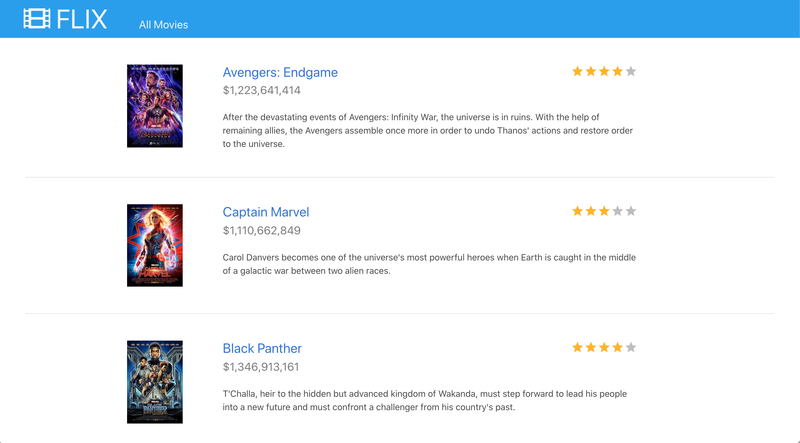 FLIX
All Movies
Avengers: Endgame
$1,223,641,414
After the devastating events of Avengers: Infinity War, the universe is in ruins. With the help of
remaining allies, the Avengers assemble once more in order to undo Thanos' actions and restore order
to the universe.
Captain Marvel
$1,110,662,849
Carol Danvers becomes one of the universe's most powerful heroes when Earth is caught in the middle
of a galactic war between two alien races.
MARVEL
Black Panther
$1,346,913,161
T'Challa, heir to the hidden but advanced kingdom of Wakanda, must step forward to lead his people
into a new future and must confront a challenger from his country's past.